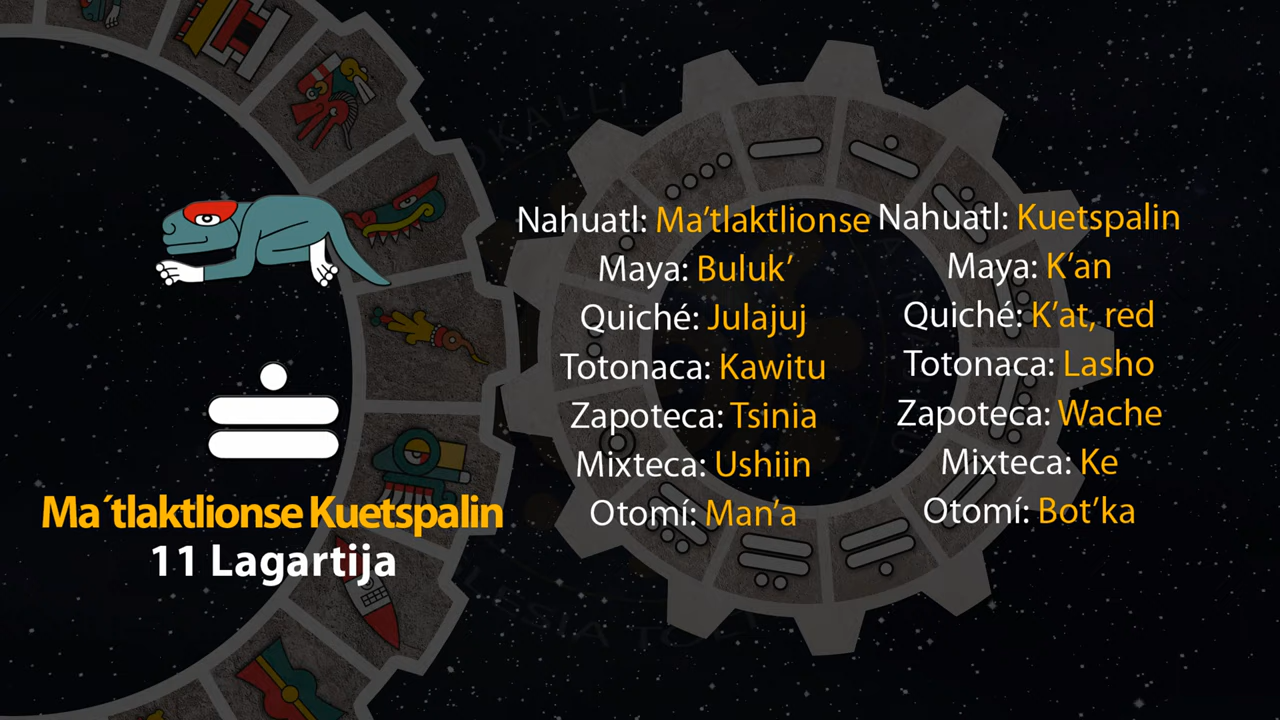 Nahuatl: Ma’tlaktlionse
Maya: Buluk’
Quiché: Julajuj
Totonaca: Kawitu
Zapoteca: Tsinia
Mixteca: Ushiin
Otomí: Man’a
Nahuatl: Kuetspalin
Maya: K’an
Quiché: K’at, red
Totonaca: Lasho
Zapoteca: Wache
Mixteca: Ke
Otomí: Bot’ka
Ma´tlaktlionse Kuetspalin
11 Lagartija